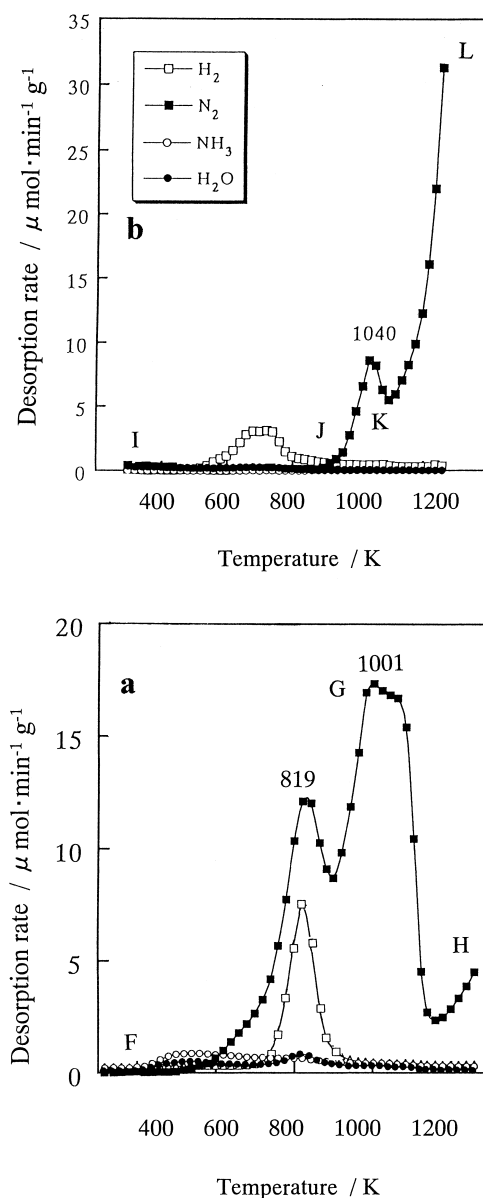 35
30
25
20
15
10
5
0
Desorption rate / μ mol·min⁻¹ g⁻¹
H₂
N₂
NH₃
H₂O
b
L
1040
I
J
K
400 600 800 1000 1200
Temperature / K
20
15
10
5
0
Desorption rate / μ mol·min⁻¹ g⁻¹
a
1001
G
819
H
F
400 600 800 1000 1200
Temperature / K